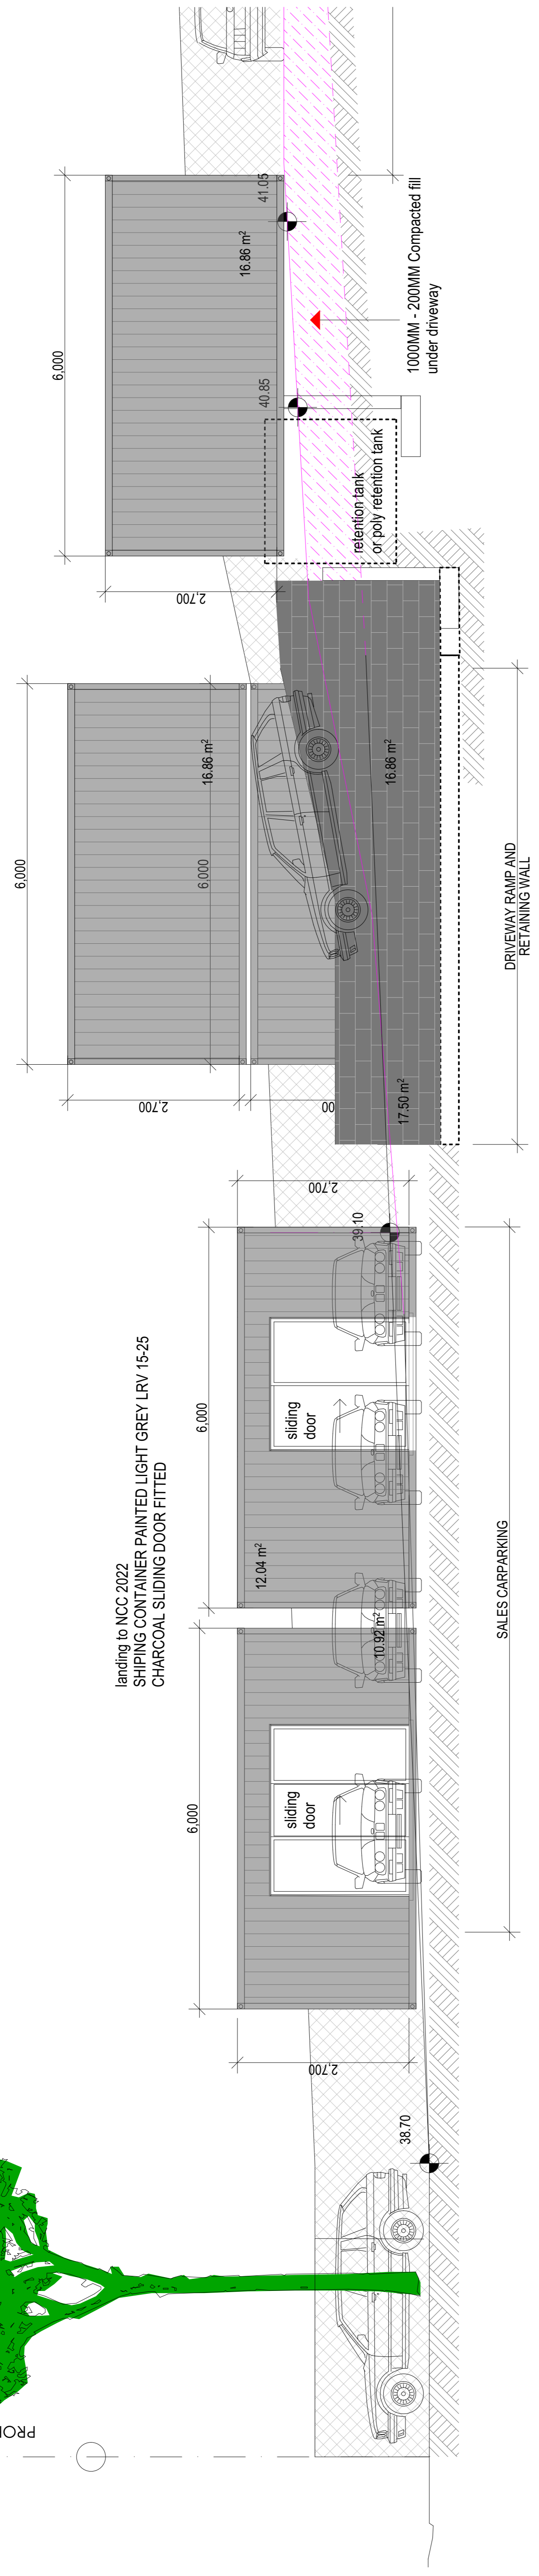 PROI
38.70
2,700
6,000
sliding
door
10.92 m²
landing to NCC 2022
SHIPING CONTAINER PAINTED LIGHT GREY LRV 15-25
CHARCOAL SLIDING DOOR FITTED
6,000
12.04 m²
sliding
door
SALES CARPARKING
39.10
2,700
17.50 m²
2,700
00
6,000
6,000
16.86 m²
16.86 m²
DRIVEWAY RAMP AND
RETAINING WALL
2,700
6,000
retention tank
or poly retention tank
40.85
16.86 m²
41.05
1000MM - 200MM Compacted fill
under driveway